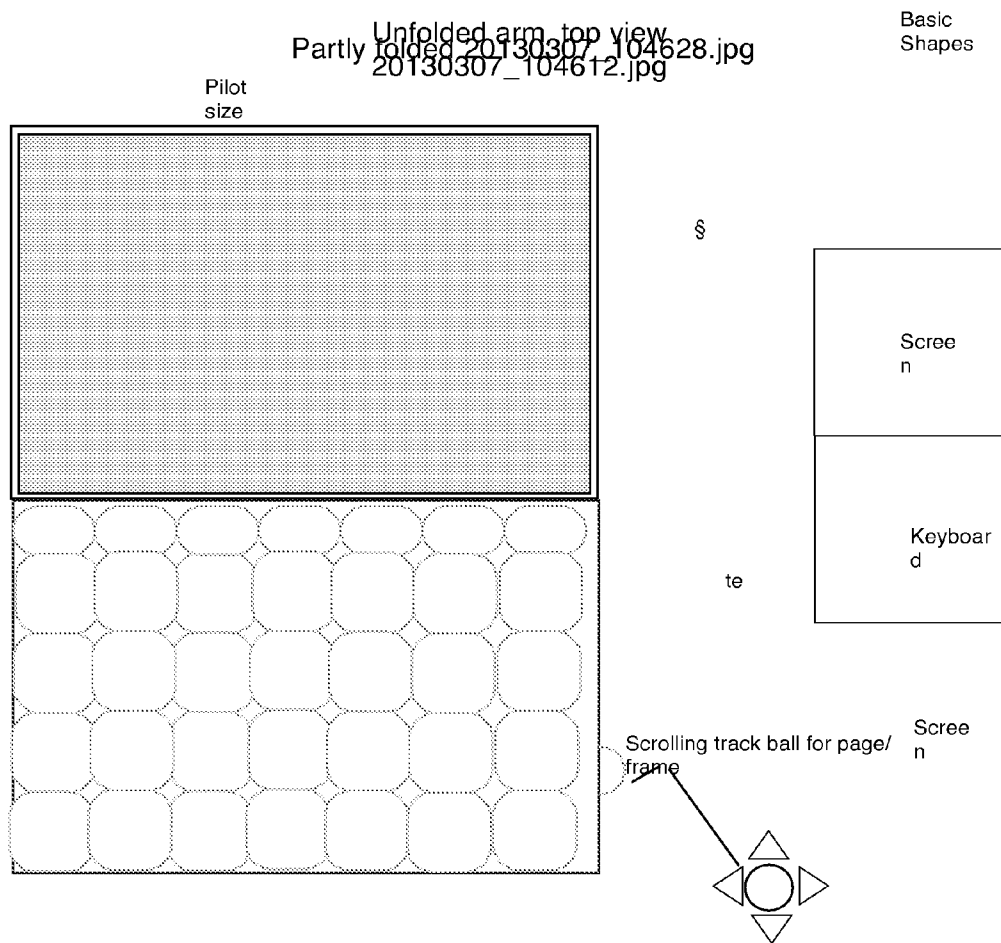 Unfolded arm, top view
Partly folded 20130307_104628.jpg
20130307_104612.jpg
Basic
Shapes
Pilot
size
§
Scree
n
Keyboar
d
te
Scrolling track ball for page/
frame
Scree
n